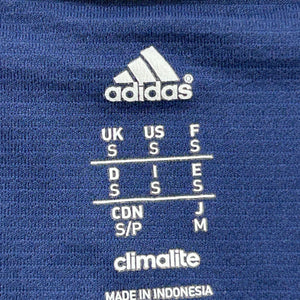 adidas®
UK US F
S S S
D I E
S S S
CDN J
S/P M
climalite
MADE IN INDONESIA